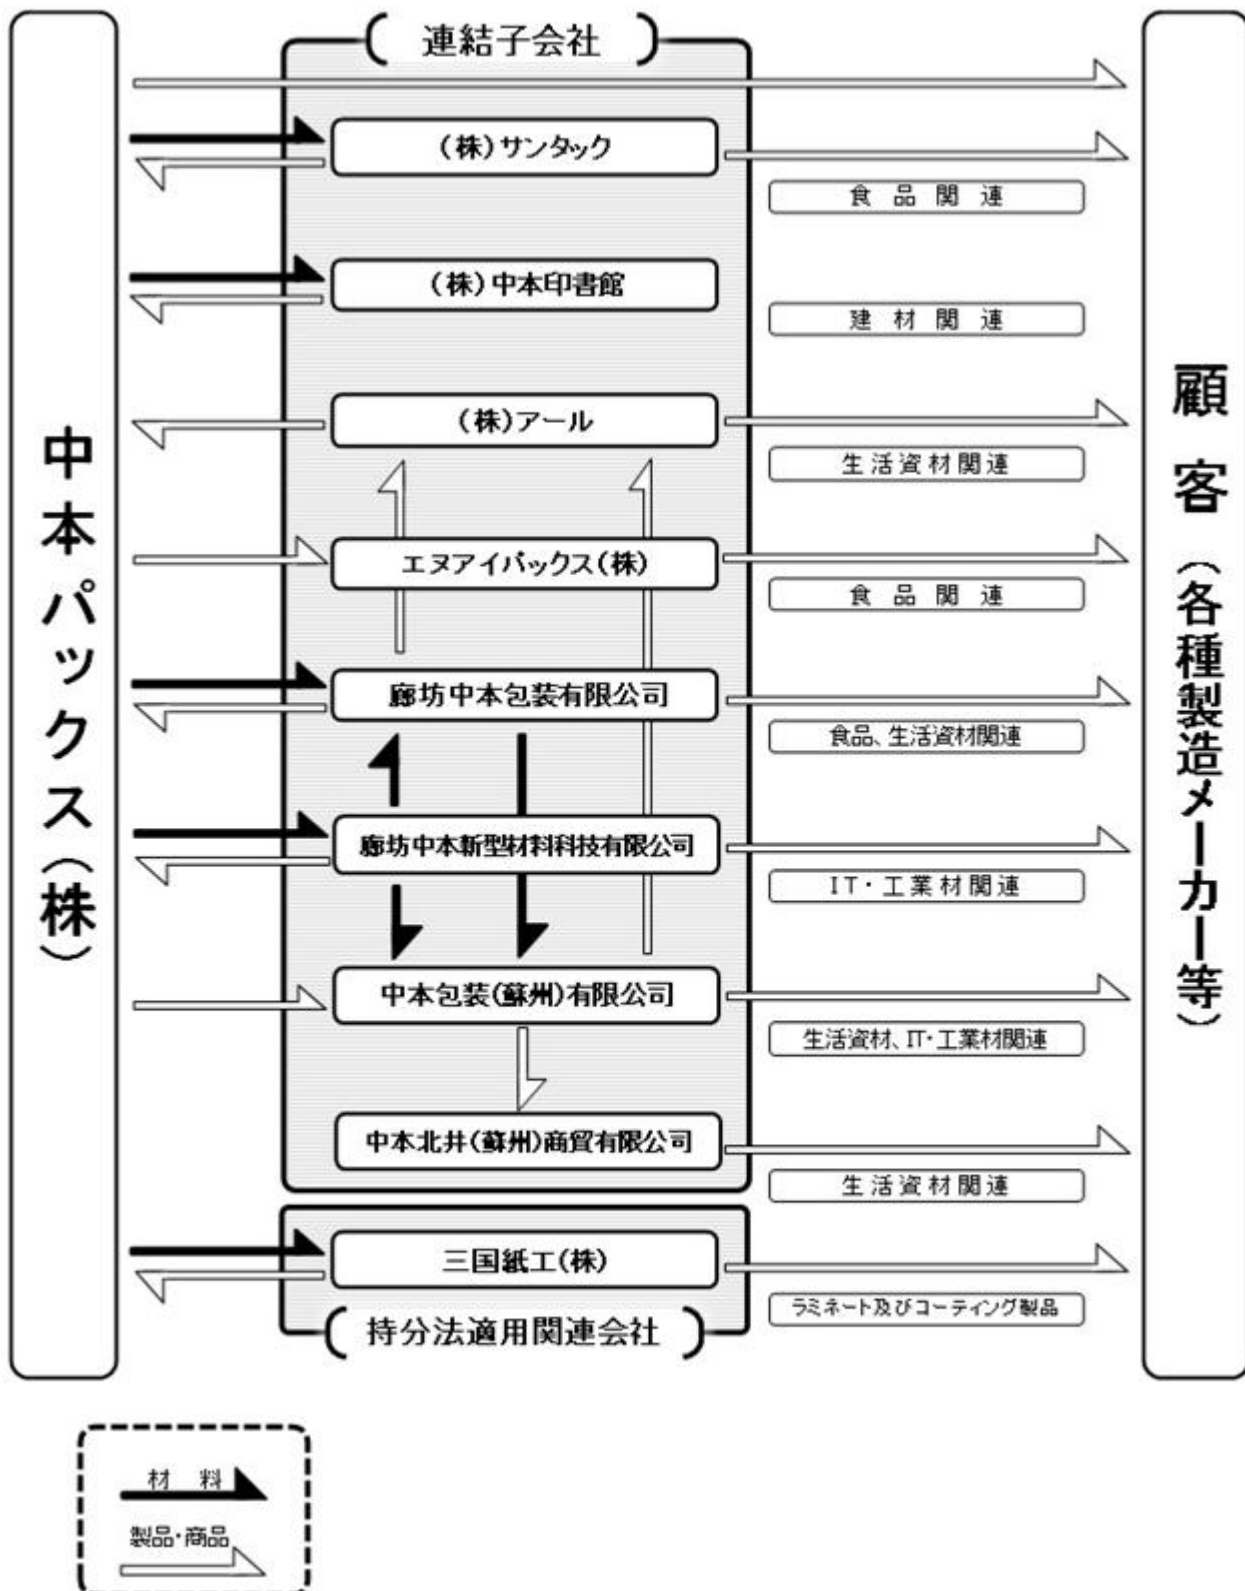 連結子会社
中本パックス（株）
（株）サンタック
食品関連
（株）中本印書館
建材関連
（株）アール
生活資材関連
エヌアイパックス（株）
食品関連
廊坊中本包装有限公司
食品、生活資材関連
廊坊中本新型材料科技有限公司
IT・工業材関連
中本包装（蘇州）有限公司
生活資材、IT・工業材関連
中本北井（蘇州）商貿有限公司
生活資材関連
三国紙工（株）
ラミネート及びコーティング製品
持分法適用関連会社
顧客（各種製造メーカー等）
材料
製品・商品